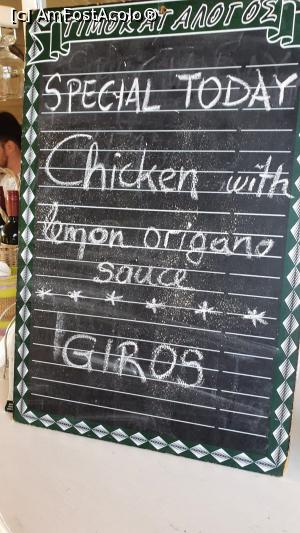 [c] AmFostAcolo®
ΤΙΜΟΚΑΤΑΛΟΓΟΣ
SPECIAL TODAY
Chicken with
lemon origano
sauce
* * * * * *
GIROS